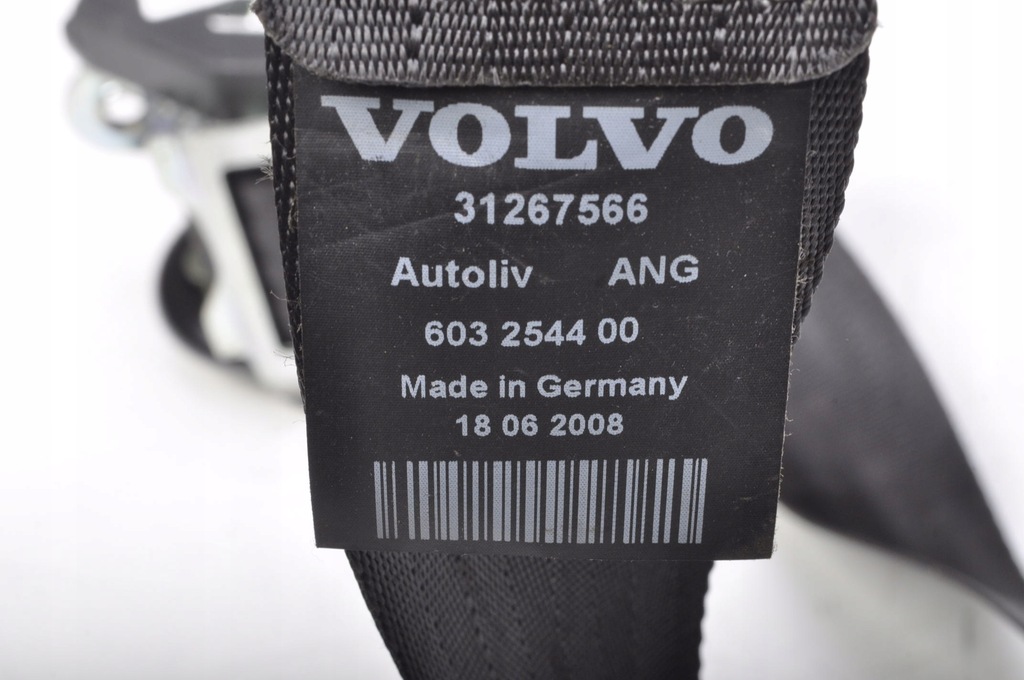 VOLVO
31267566
Autoliv ANG
603 2544 00
Made in Germany
18 06 2008